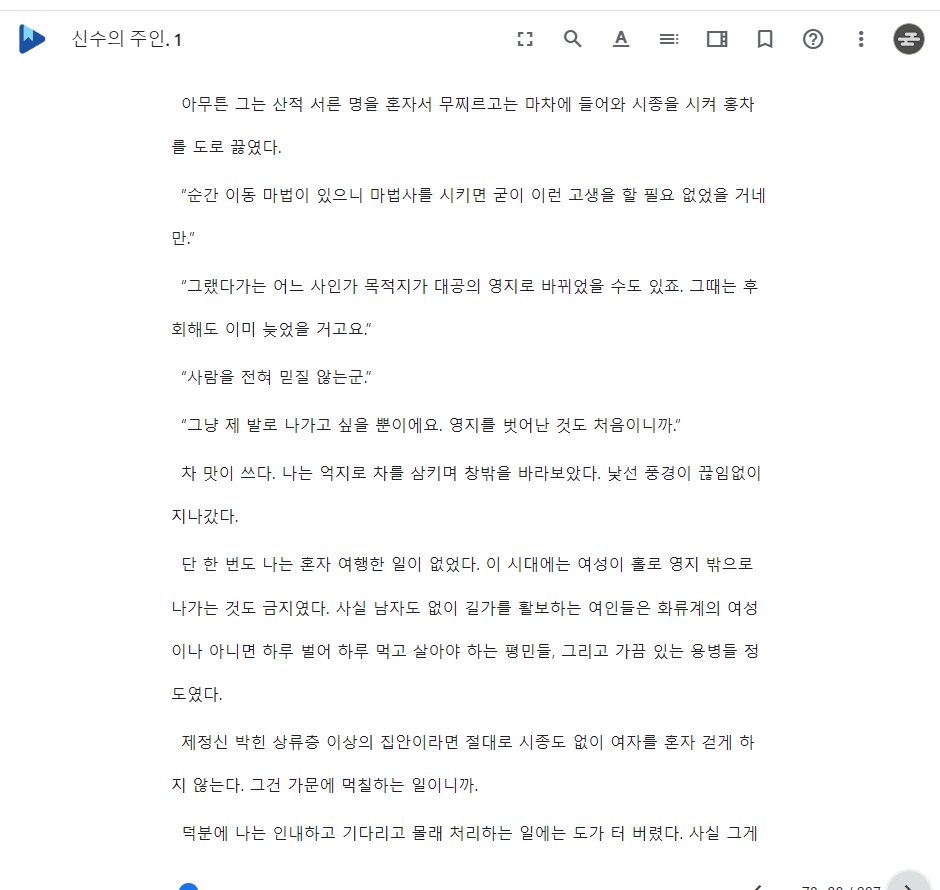 신수의 주인. 1
아무튼 그는 산적 서른 명을 혼자서 무찌르고는 마차에 들어와 시종을 시켜 홍차
를 도로 끓였다.
“순간 이동 마법이 있으니 마법사를 시키면 굳이 이런 고생을 할 필요 없었을 거네
만.”
“그랬다가는 어느 사인가 목적지가 대공의 영지로 바뀌었을 수도 있죠. 그때는 후
회해도 이미 늦었을 거고요.”
“사람을 전혀 믿질 않는군.”
“그냥 제 발로 나가고 싶을 뿐이에요. 영지를 벗어난 것도 처음이니까.”
차 맛이 쓰다. 나는 억지로 차를 삼키며 창밖을 바라보았다. 낯선 풍경이 끊임없이
지나갔다.
단 한 번도 나는 혼자 여행한 일이 없었다. 이 시대에는 여성이 홀로 영지 밖으로
나가는 것도 금지였다. 사실 남자도 없이 길가를 활보하는 여인들은 화류계의 여성
이나 아니면 하루 벌어 하루 먹고 살아야 하는 평민들, 그리고 가끔 있는 용병들 정
도였다.
제정신 박힌 상류층 이상의 집안이라면 절대로 시종도 없이 여자를 혼자 걷게 하
지 않는다. 그건 가문에 먹칠하는 일이니까.
덕분에 나는 인내하고 기다리고 몰래 처리하는 일에는 도가 터 버렸다. 사실 그게